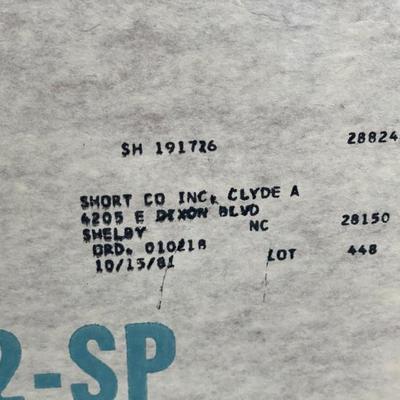 SH 191726 28824
SHORT CO INC, CLYDE A
4205 E DIXON BLVD
SHELBY NC 28150
ORD. 010218
10/15/81 LOT 448
2-SP